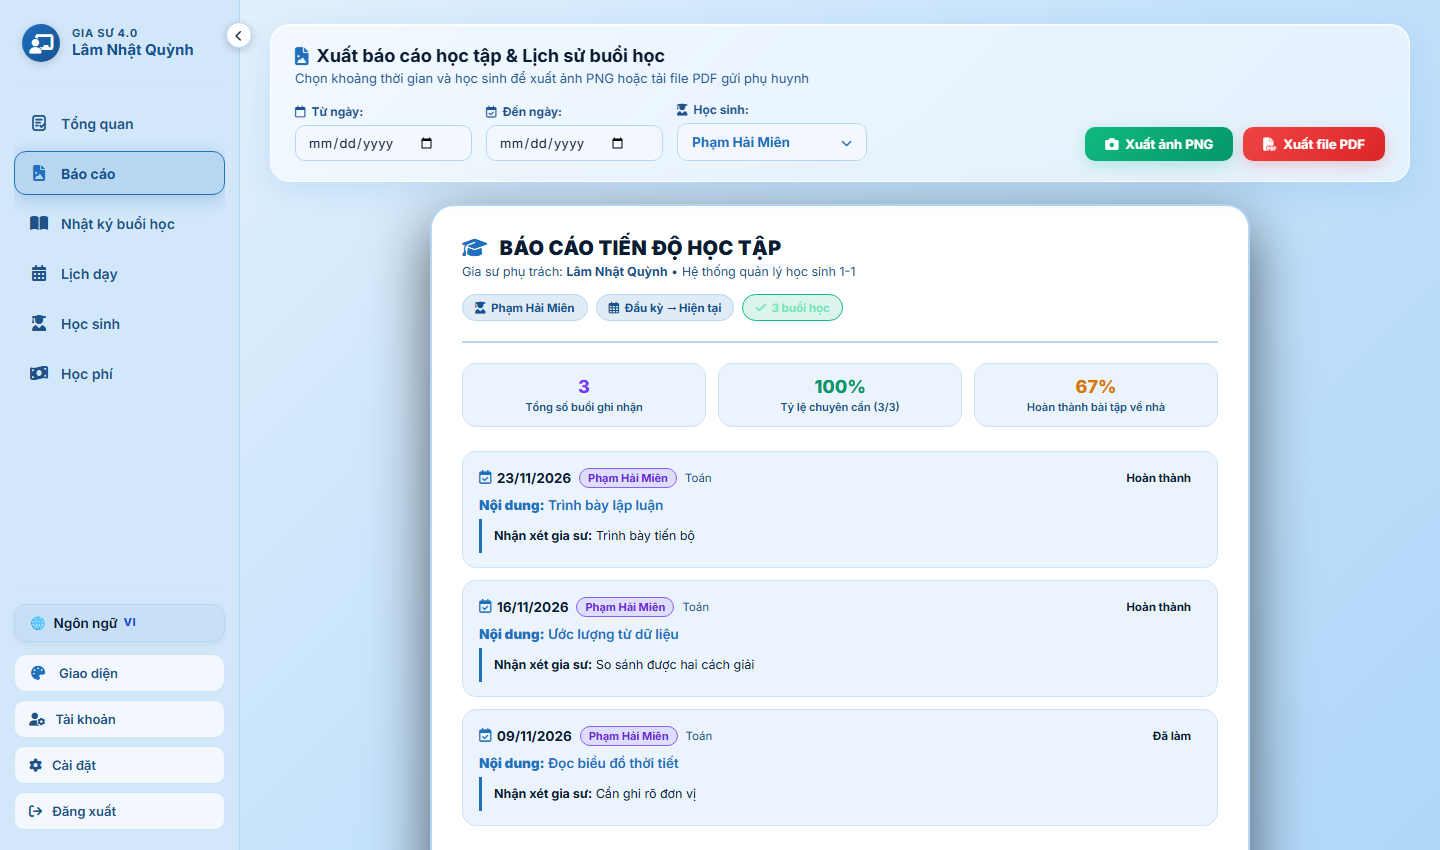 GIA SƯ 4.0
Lâm Nhật Quỳnh
Tổng quan
Báo cáo
Nhật ký buổi học
Lịch dạy
Học sinh
Học phí
Ngôn ngữ VI
Giao diện
Tài khoản
Cài đặt
Đăng xuất
Xuất báo cáo học tập & Lịch sử buổi học
Chọn khoảng thời gian và học sinh để xuất ảnh PNG hoặc tải file PDF gửi phụ huynh
Từ ngày:
mm/dd/yyyy
Đến ngày:
mm/dd/yyyy
Học sinh:
Phạm Hải Miên
Xuất ảnh PNG
Xuất file PDF
BÁO CÁO TIẾN ĐỘ HỌC TẬP
Gia sư phụ trách: Lâm Nhật Quỳnh • Hệ thống quản lý học sinh 1-1
Phạm Hải Miên
Đầu kỳ → Hiện tại
3 buổi học
3
Tổng số buổi ghi nhận
100%
Tỷ lệ chuyên cần (3/3)
67%
Hoàn thành bài tập về nhà
23/11/2026 Phạm Hải Miên Toán Hoàn thành
Nội dung: Trình bày lập luận
Nhận xét gia sư: Trình bày tiến bộ
16/11/2026 Phạm Hải Miên Toán Hoàn thành
Nội dung: Ước lượng từ dữ liệu
Nhận xét gia sư: So sánh được hai cách giải
09/11/2026 Phạm Hải Miên Toán Đã làm
Nội dung: Đọc biểu đồ thời tiết
Nhận xét gia sư: Cần ghi rõ đơn vị